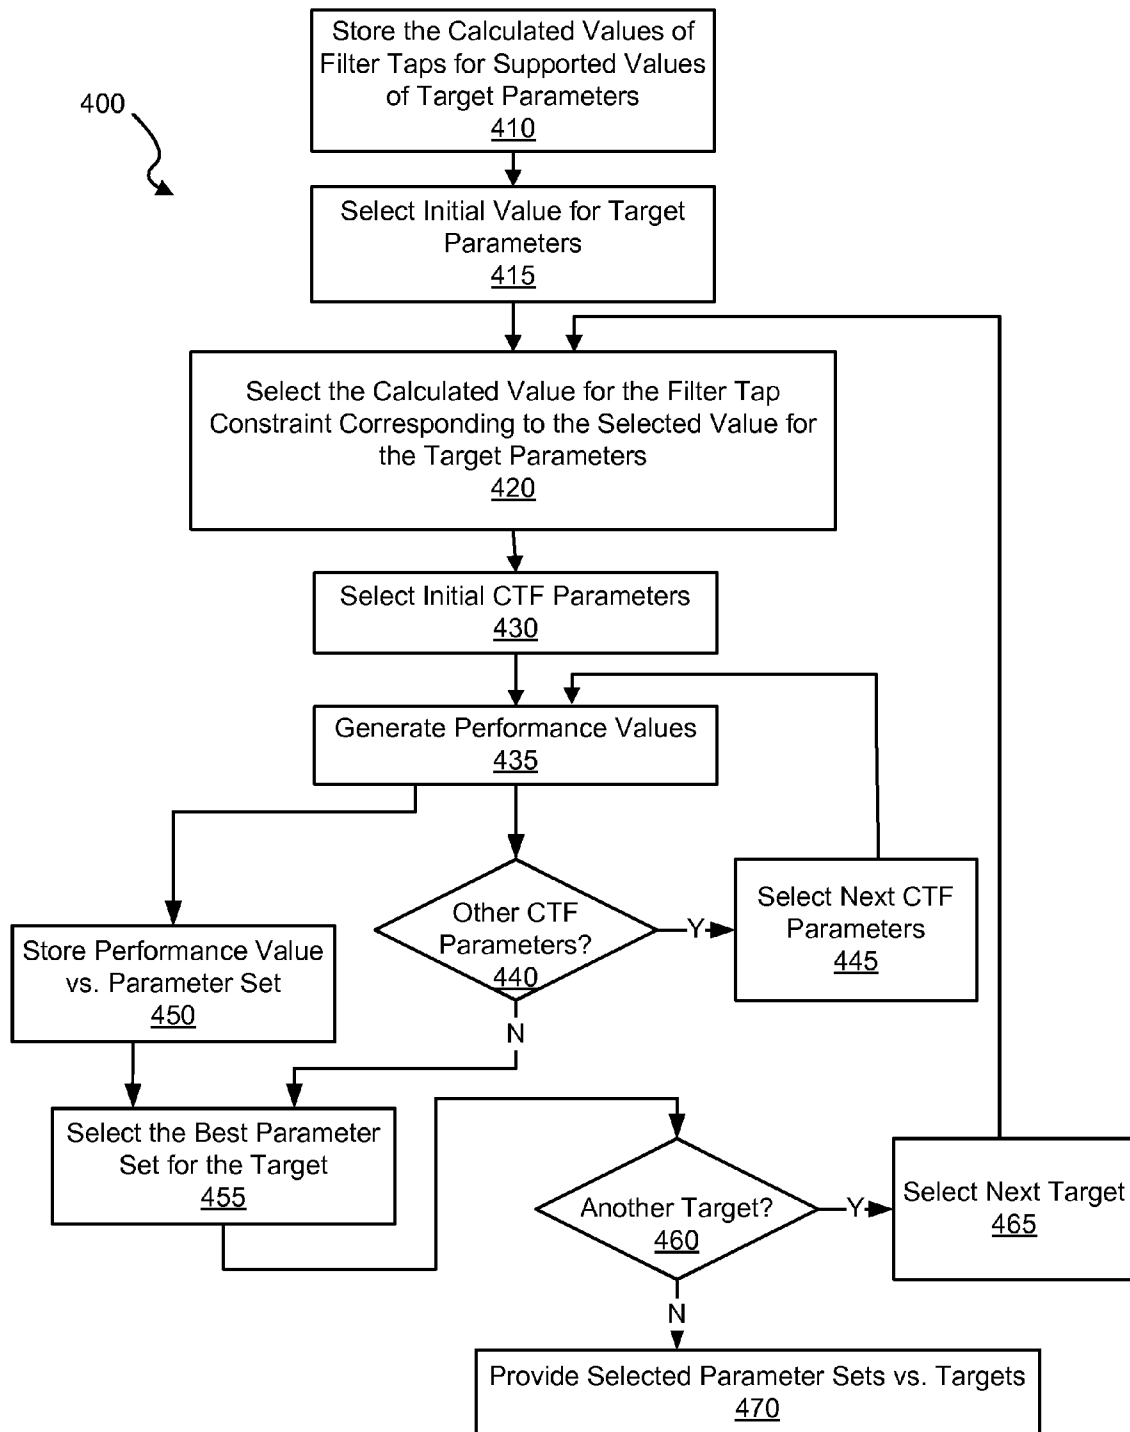 Store the Calculated Values of
Filter Taps for Supported Values
of Target Parameters
410
400
Select Initial Value for Target
Parameters
415
Select the Calculated Value for the Filter Tap
Constraint Corresponding to the Selected Value for
the Target Parameters
420
Select Initial CTF Parameters
430
Generate Performance Values
435
Other CTF
Parameters?
440
Y
Select Next CTF
Parameters
445
Store Performance Value
vs. Parameter Set
450
N
Select the Best Parameter
Set for the Target
455
Another Target?
460
Y
Select Next Target
465
N
Provide Selected Parameter Sets vs. Targets
470